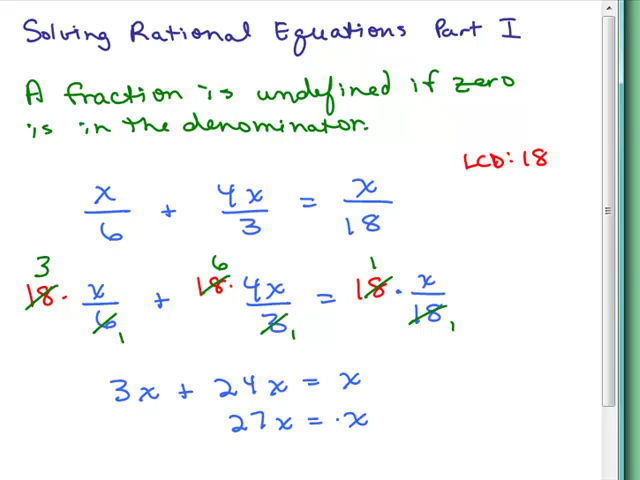 Solving Rational Equations Part I
A fraction is undefined if zero
is in the denominator.
LCD: 18
x/6 + 4x/3 = x/18
3 6 1
18 · x/6 + 18 · 4x/3 = 18 · x/18
1 1 1
3x + 24x = x
27x = ·x